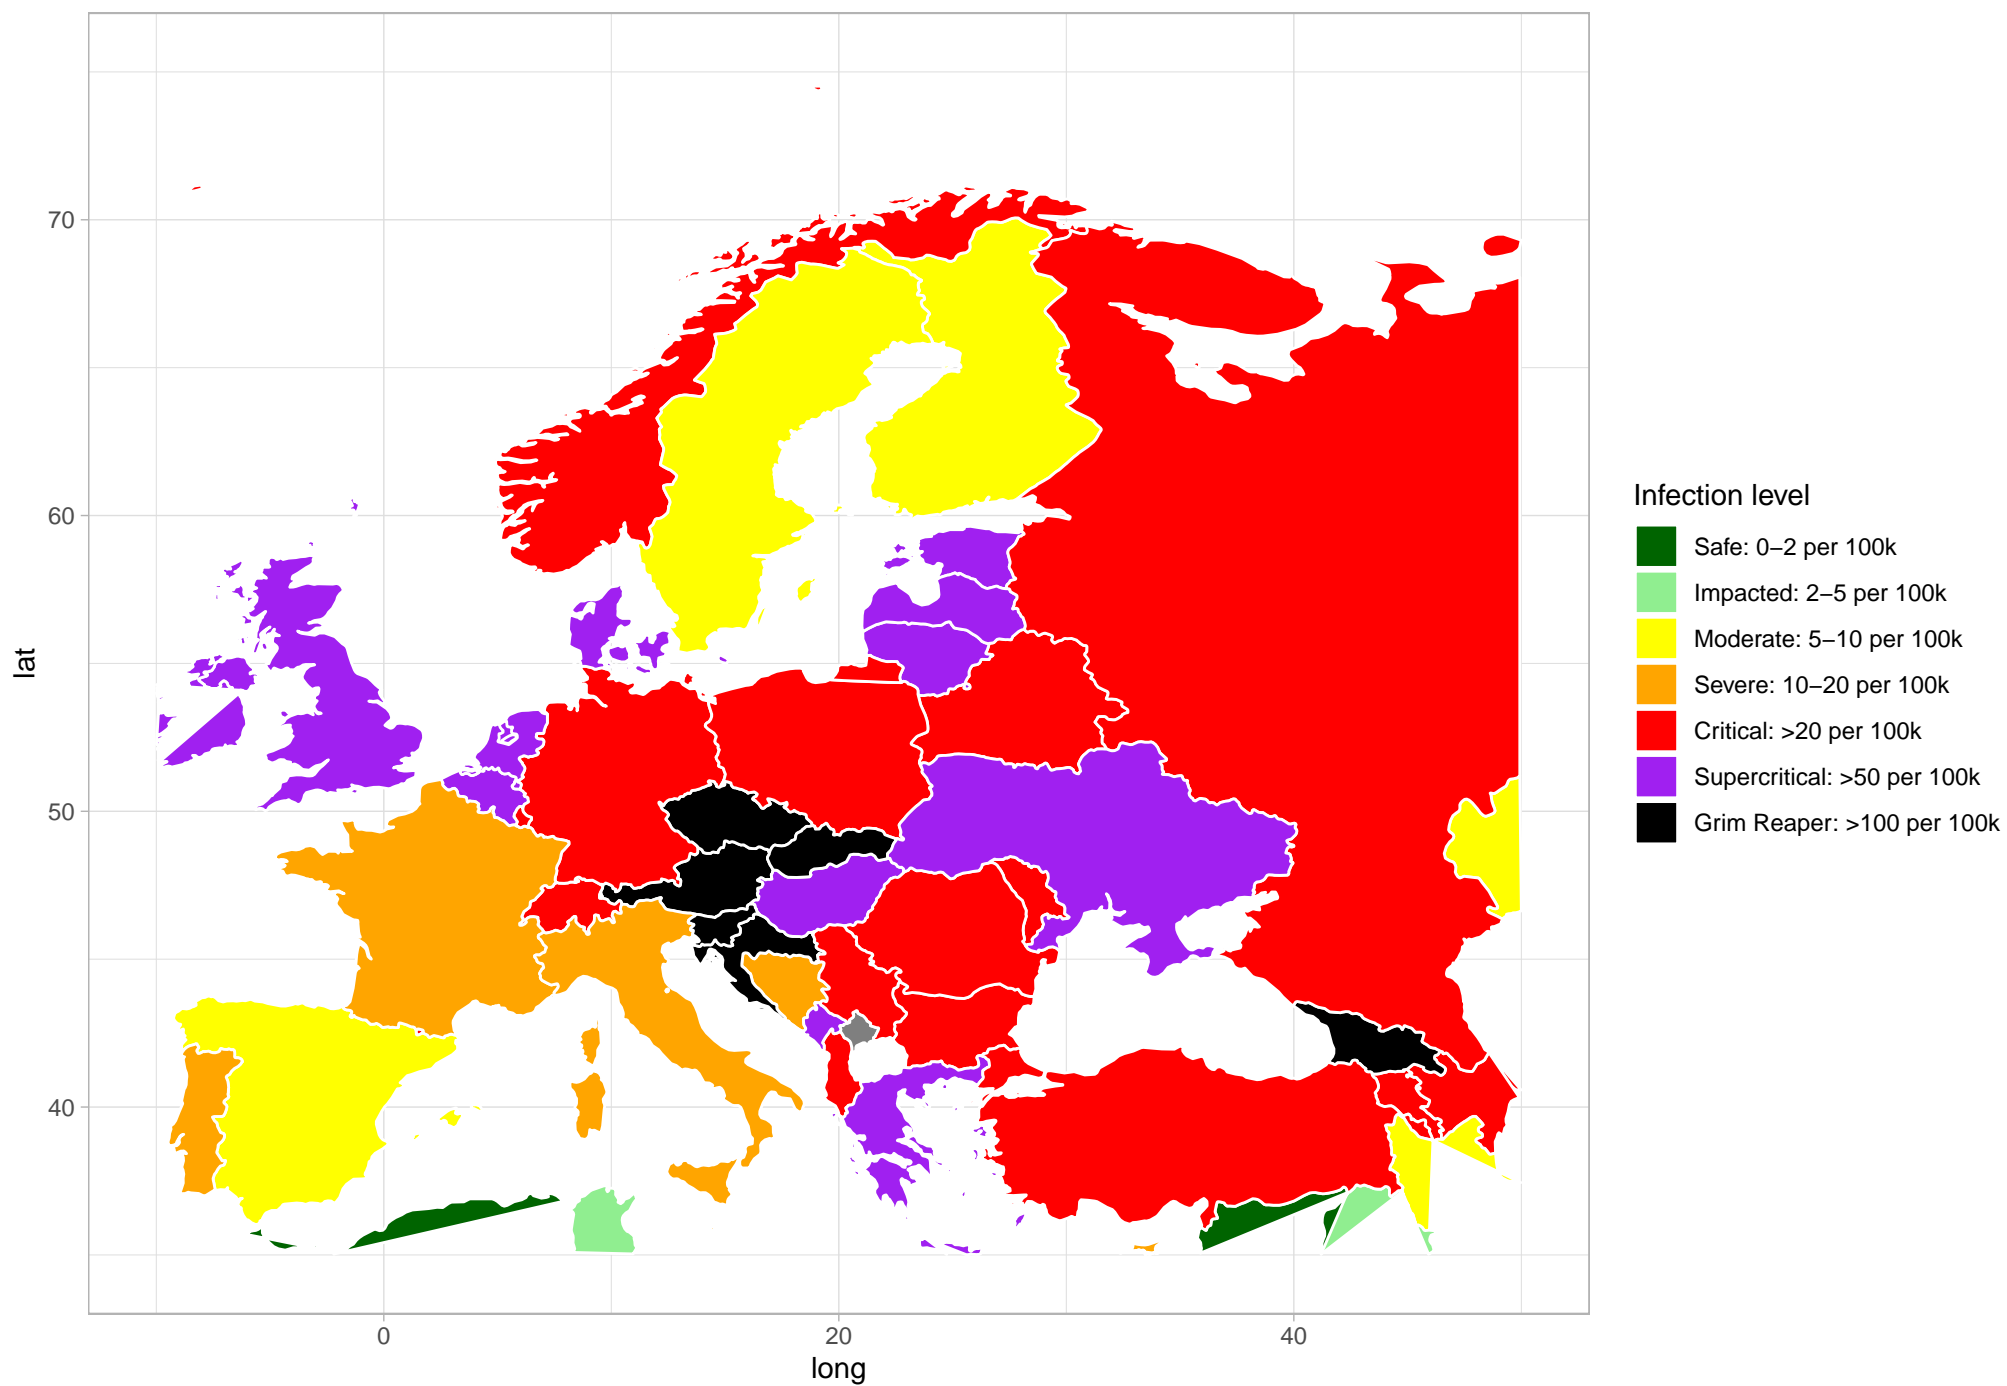 70
60
50
40
lat
0
20
40
long
Infection level
Safe: 0−2 per 100k
Impacted: 2−5 per 100k
Moderate: 5−10 per 100k
Severe: 10−20 per 100k
Critical: >20 per 100k
Supercritical: >50 per 100k
Grim Reaper: >100 per 100k